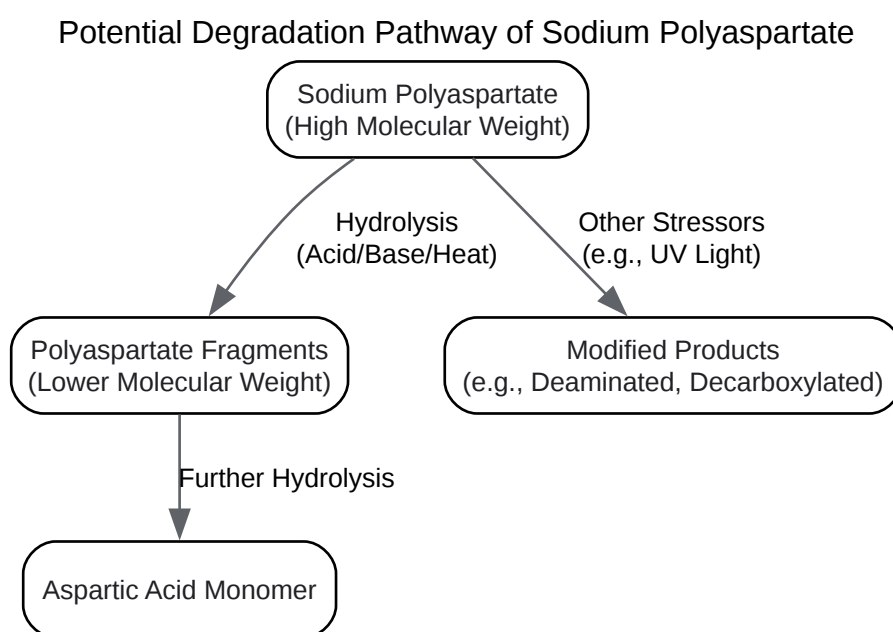 Potential Degradation Pathway of Sodium Polyaspartate
Sodium Polyaspartate
(High Molecular Weight)
Hydrolysis
(Acid/Base/Heat)
Other Stressors
(e.g., UV Light)
Polyaspartate Fragments
(Lower Molecular Weight)
Modified Products
(e.g., Deaminated, Decarboxylated)
Further Hydrolysis
Aspartic Acid Monomer